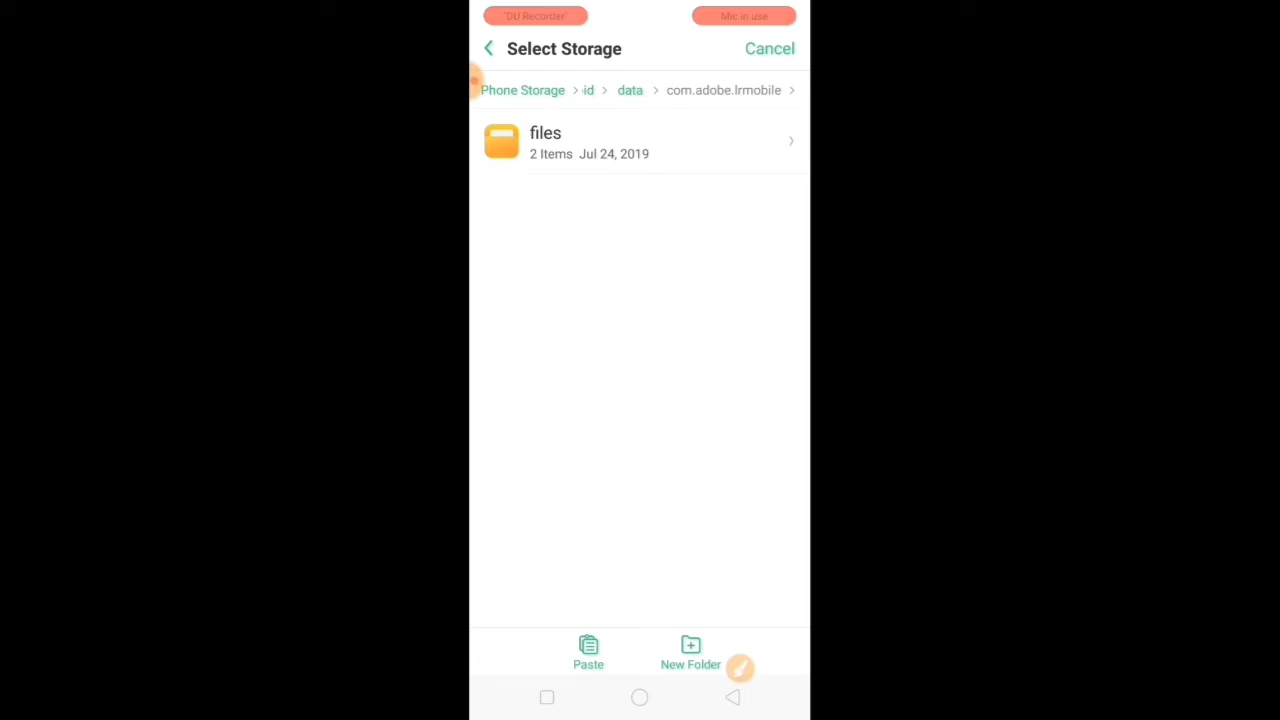 "DU Recorder"
Mic in use
Select Storage
Cancel
Phone Storage
id
data
com.adobe.lrmobile
files
2 Items Jul 24, 2019
Paste
New Folder